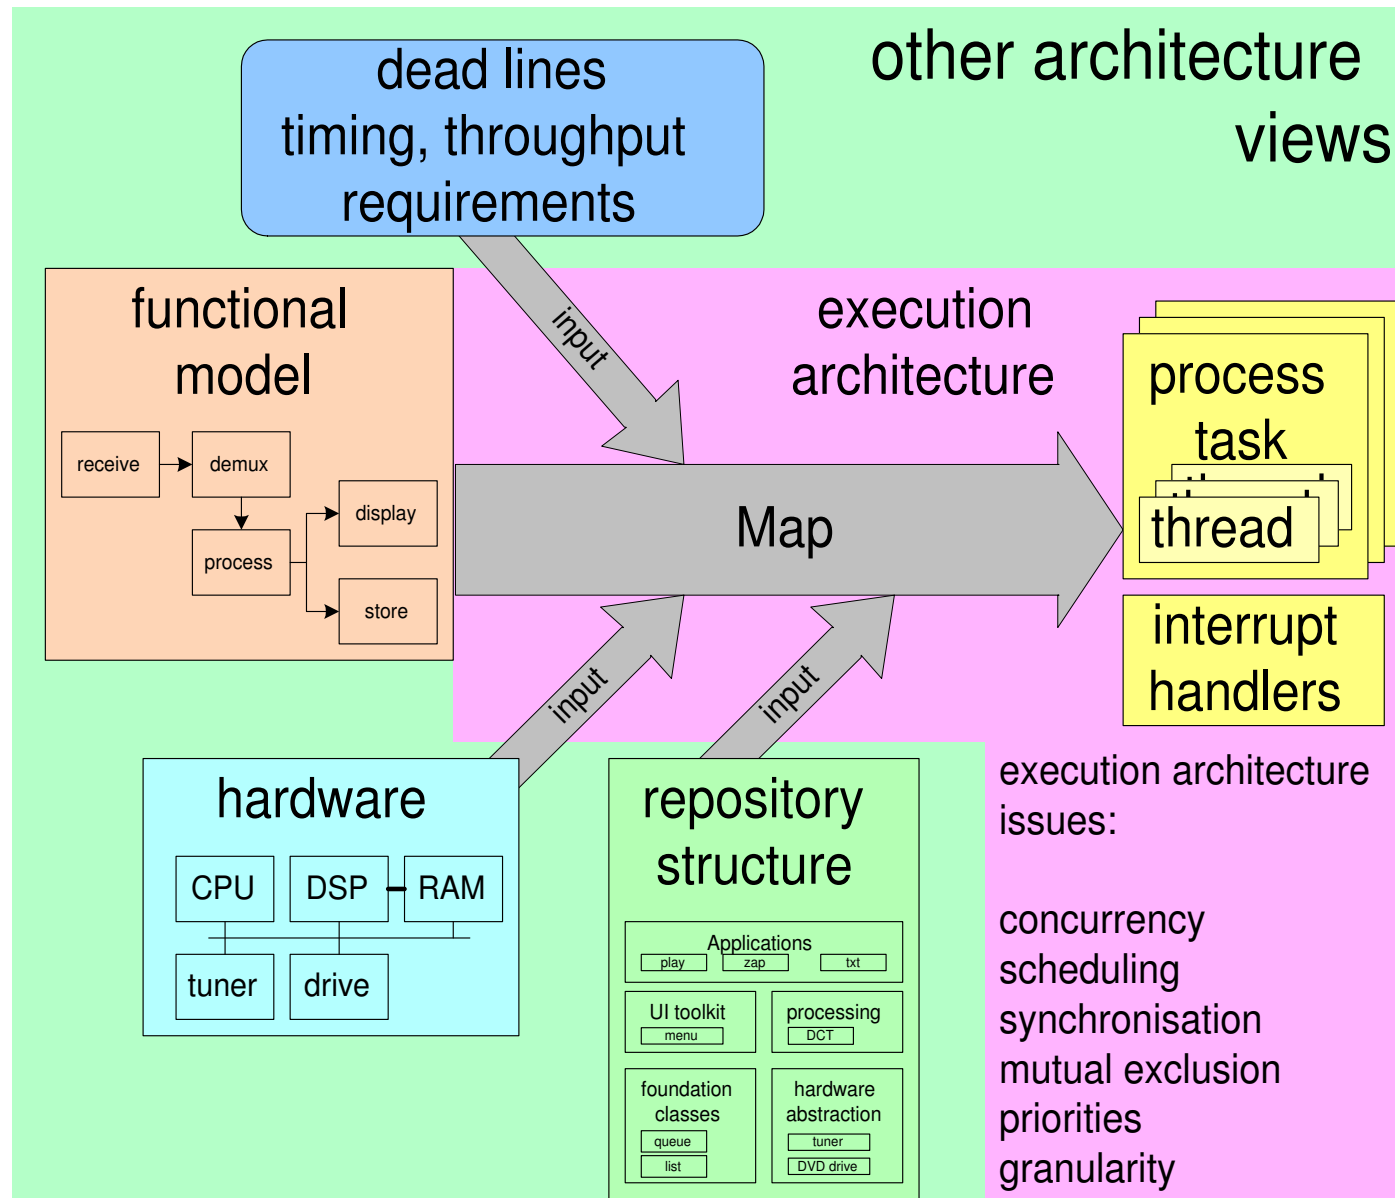 other architecture
views
dead lines
timing, throughput
requirements
input
functional
model
receive
demux
process
display
store
execution
architecture
Map
process
task
thread
interrupt
handlers
input
input
hardware
CPU
DSP
RAM
tuner
drive
repository
structure
Applications
play
zap
txt
UI toolkit
menu
processing
DCT
foundation
classes
queue
list
hardware
abstraction
tuner
DVD drive
execution architecture
issues:
concurrency
scheduling
synchronisation
mutual exclusion
priorities
granularity